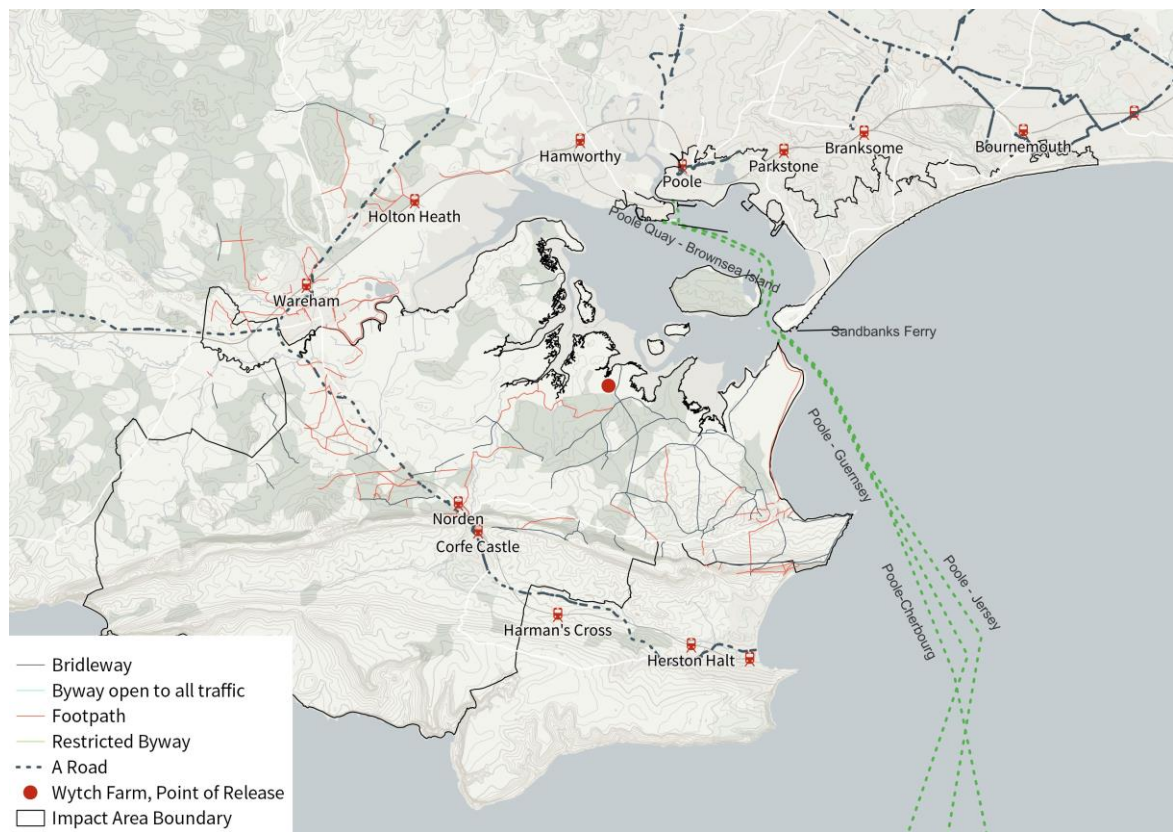 Hamworthy
Poole
Parkstone
Branksome
Bournemouth
Holton Heath
Poole Quay - Brownsea Island
Wareham
Sandbanks Ferry
Poole - Guernsey
Norden
Corfe Castle
Poole - Jersey
Poole-Cherbourg
Harman's Cross
Herston Halt
Bridleway
Byway open to all traffic
Footpath
Restricted Byway
A Road
Wytch Farm, Point of Release
Impact Area Boundary